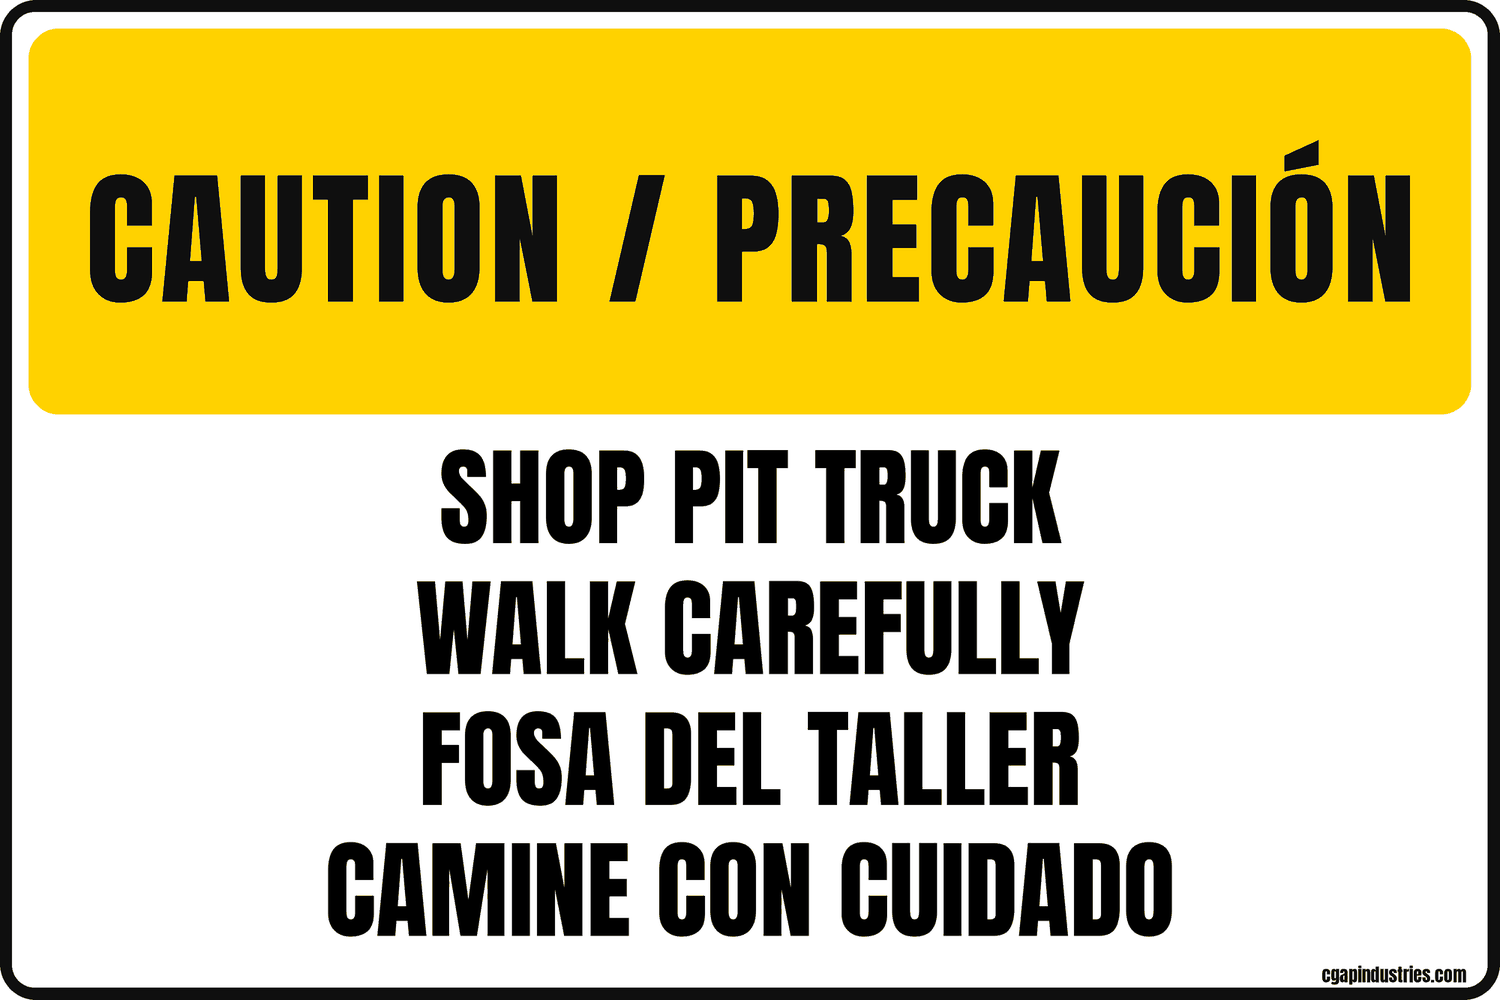 CAUTION / PRECAUCIÓN
SHOP PIT TRUCK
WALK CAREFULLY
FOSA DEL TALLER
CAMINE CON CUIDADO
cgapindustries.com